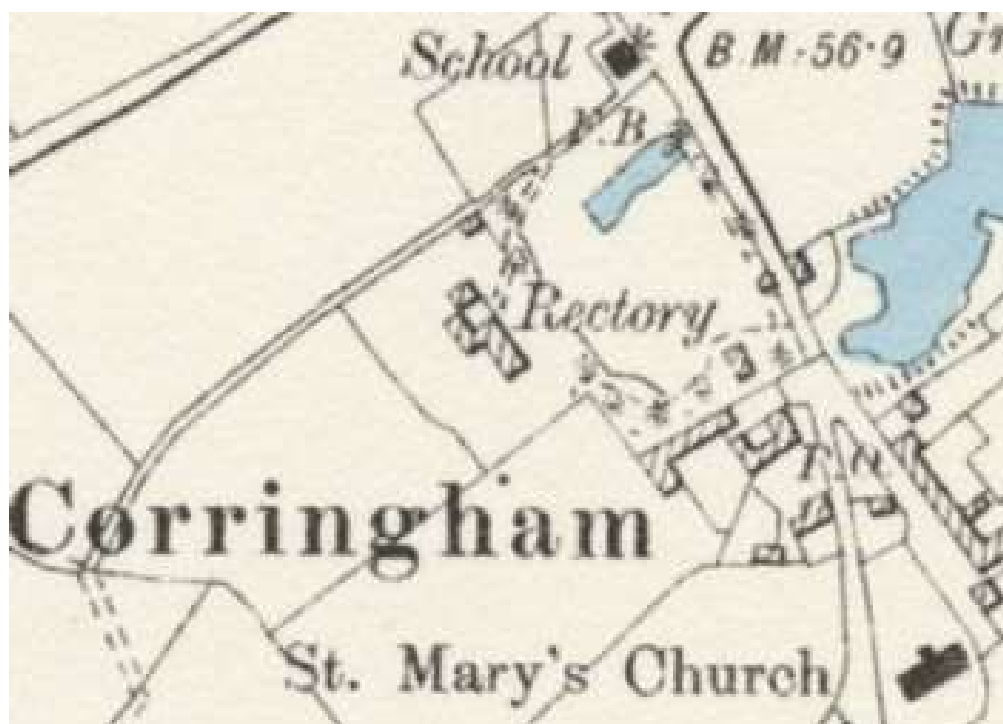 School
B.M. 56·9
F.B
Rectory
Corringham
St. Mary's Church